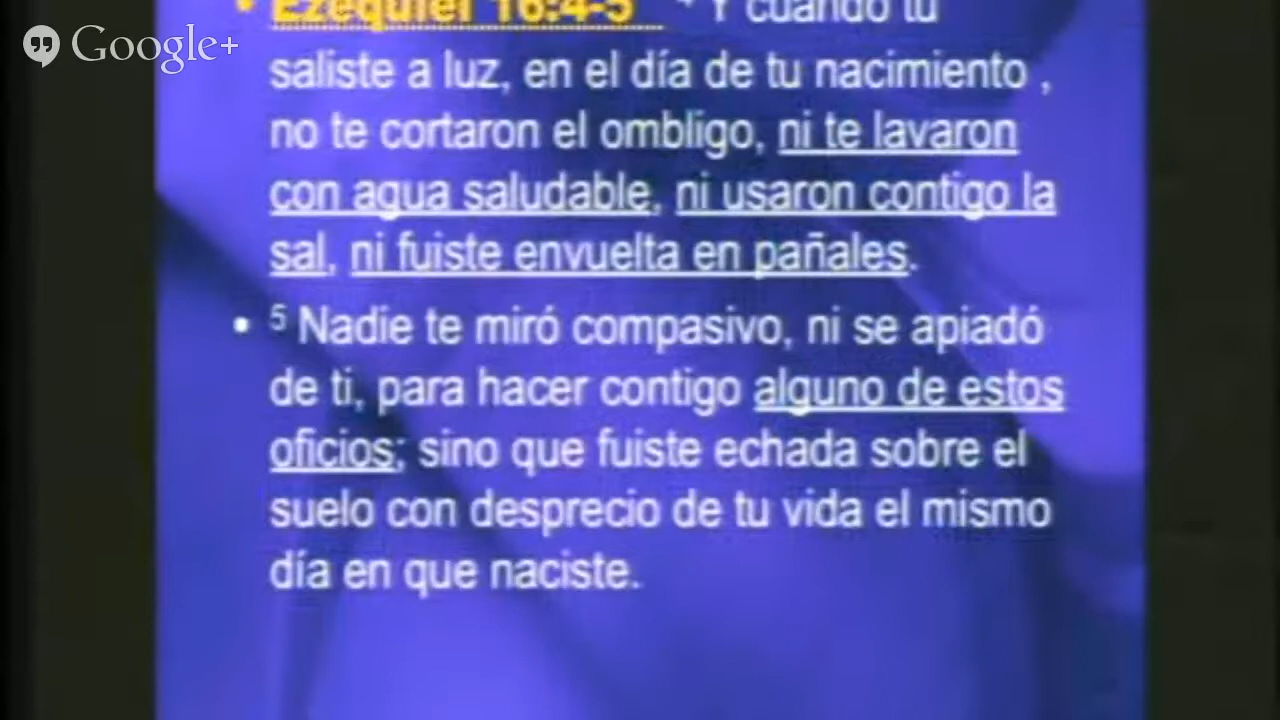 Google+
• Ezequiel 16:4-5 ⁴ Y cuando tú
saliste a luz, en el día de tu nacimiento ,
no te cortaron el ombligo, ni te lavaron
con agua saludable, ni usaron contigo la
sal, ni fuiste envuelta en pañales.
• ⁵ Nadie te miró compasivo, ni se apiadó
de ti, para hacer contigo alguno de estos
oficios; sino que fuiste echada sobre el
suelo con desprecio de tu vida el mismo
día en que naciste.